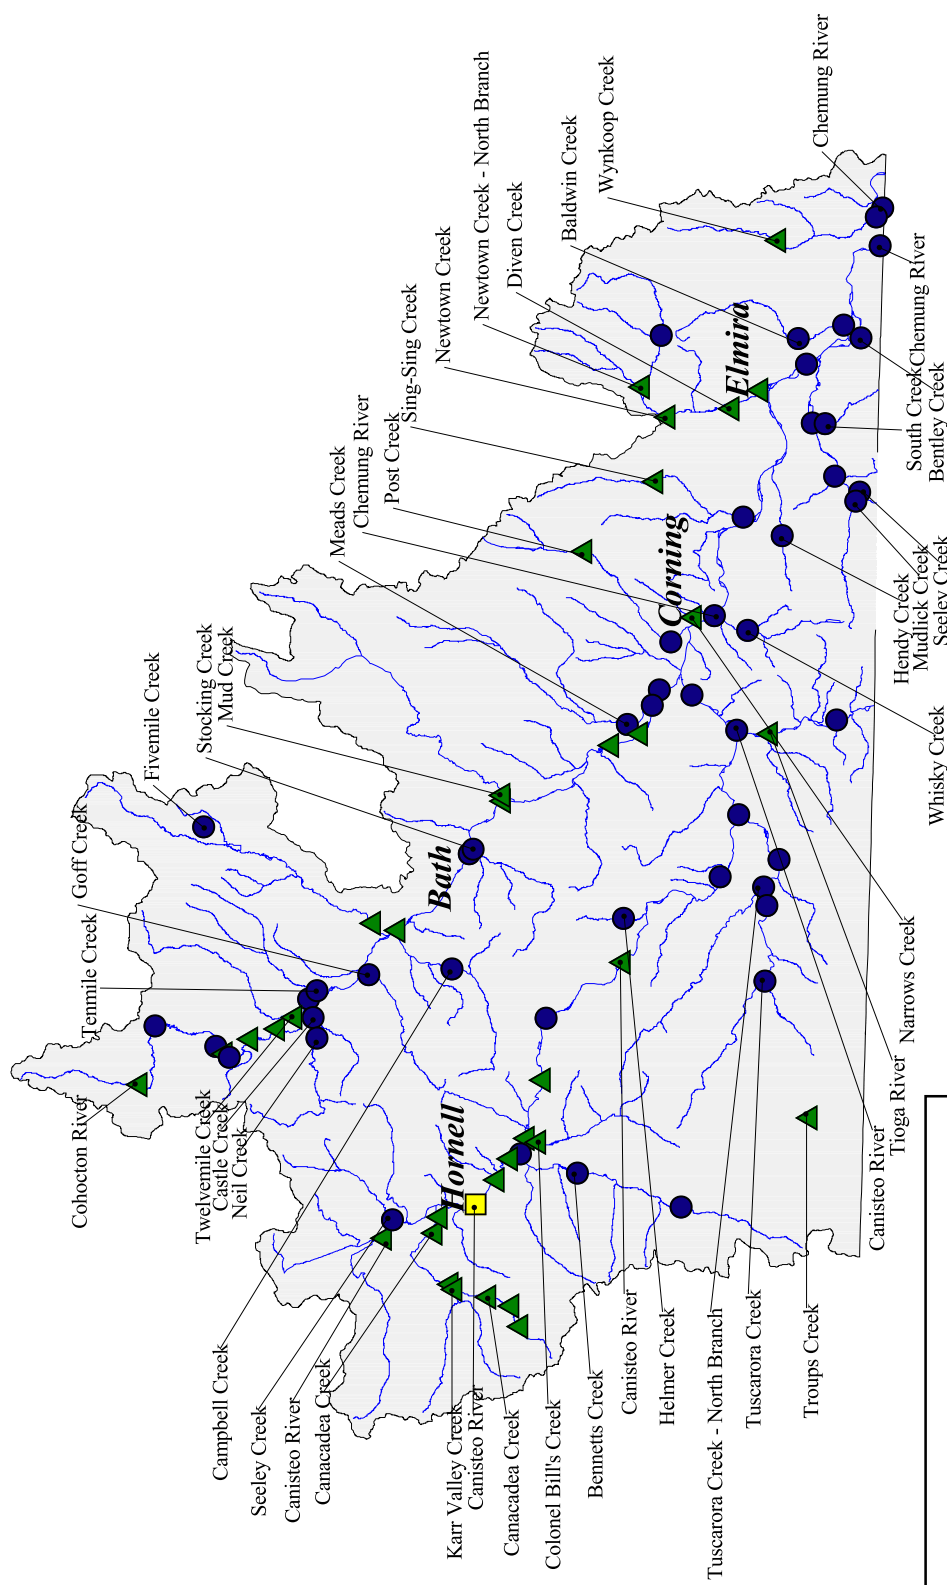 Chemung River
Wynkoop Creek
Baldwin Creek
Diven Creek
Newtown Creek - North Branch
Newtown Creek
Sing-Sing Creek
Post Creek
Chemung River
Meads Creek
Mud Creek
Stocking Creek
Fivemile Creek
Goff Creek
Tenmile Creek
Cohocton River
Twelvemile Creek
Castle Creek
Neil Creek
Campbell Creek
Seeley Creek
Canisteo River
Canacadea Creek
Karr Valley Creek
Canisteo River
Canacadea Creek
Colonel Bill's Creek
Bennetts Creek
Canisteo River
Helmer Creek
Tuscarora Creek - North Branch
Tuscarora Creek
Troups Creek
Canisteo River
Tioga River
Narrows Creek
Whisky Creek
Hendy Creek
Mudlick Creek
Seeley Creek
South Creek
Bentley Creek
Chemung River
Hornell
Bath
Corning
Elmira